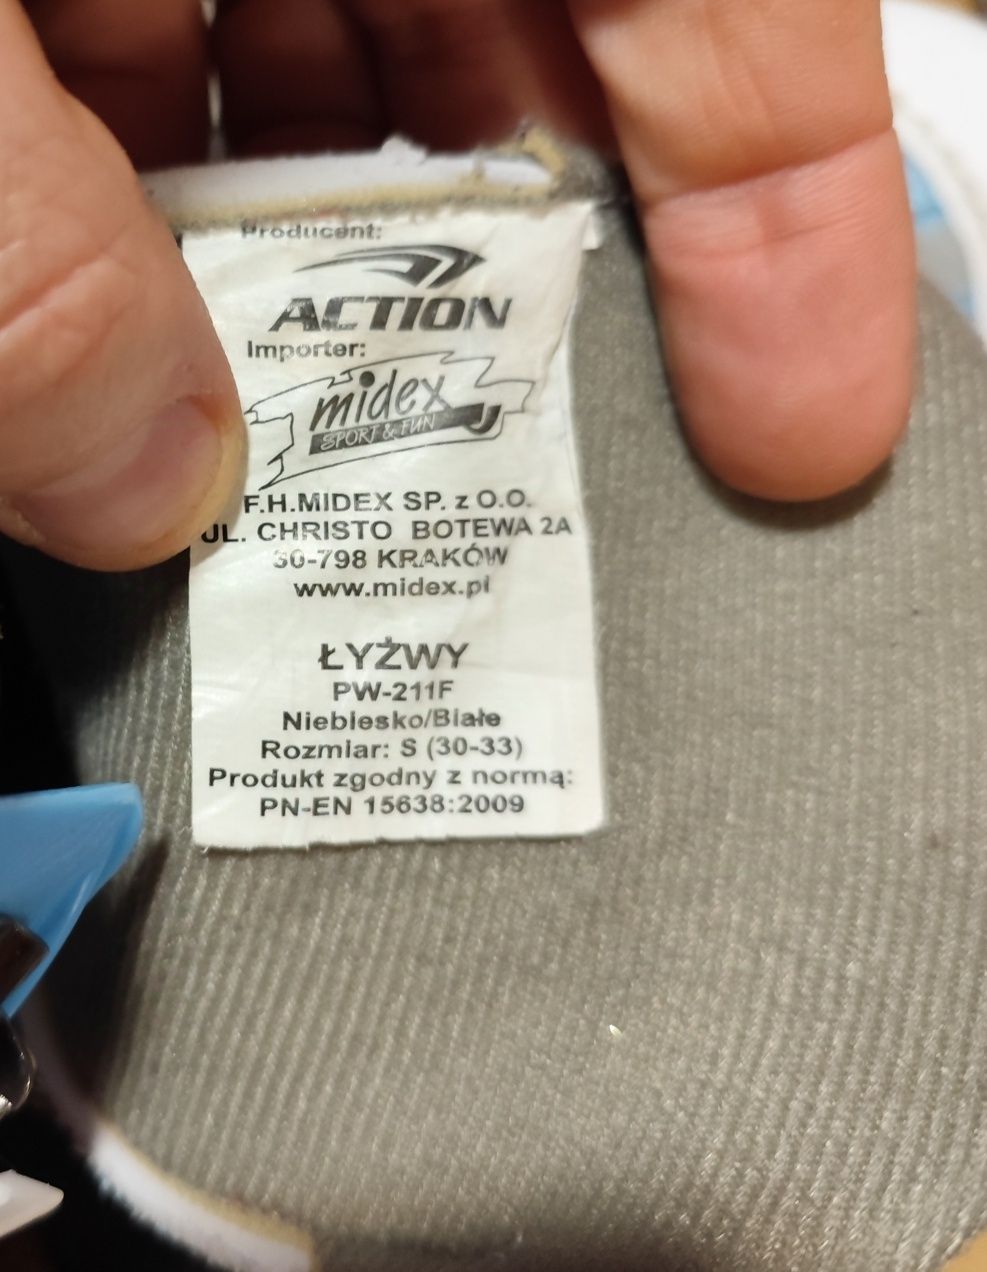 Producent:
ACTION
Importer:
midex
SPORT & FUN
F.H.MIDEX SP. z O.O.
UL. CHRISTO BOTEWA 2A
30-798 KRAKÓW
www.midex.pl
ŁYŻWY
PW-211F
Niebiesko/Białe
Rozmiar: S (30-33)
Produkt zgodny z normą:
PN-EN 15638:2009